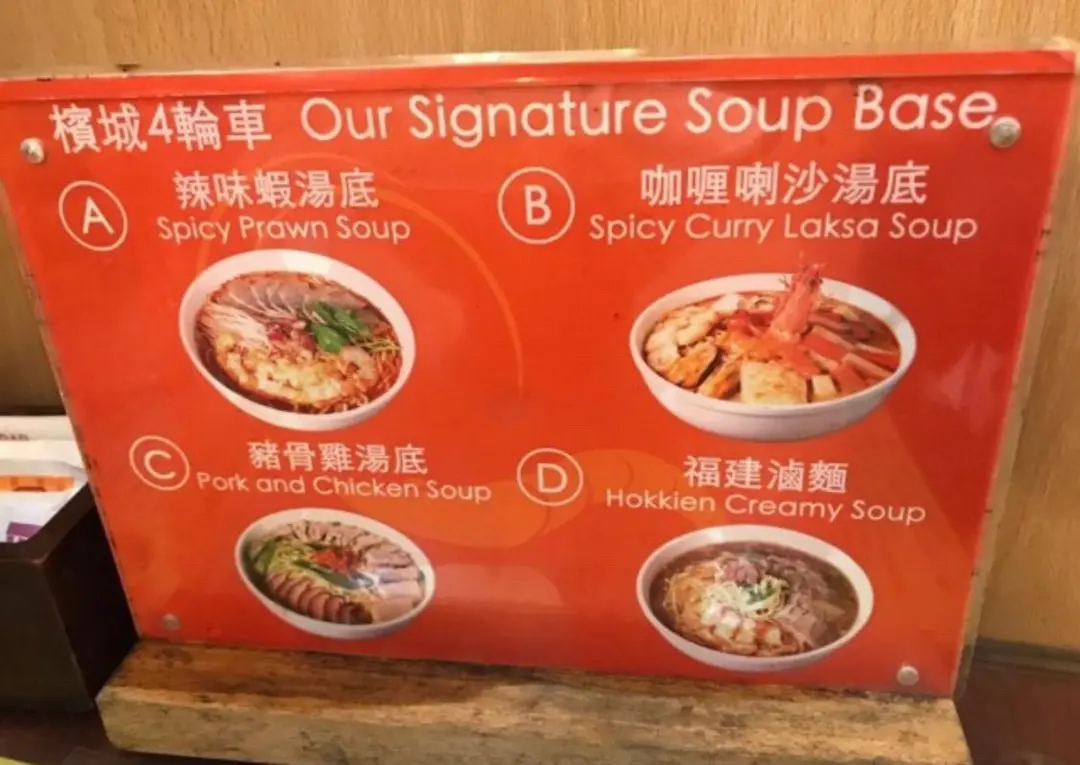 檳城4輪車 Our Signature Soup Base
A 辣味蝦湯底
Spicy Prawn Soup
B 咖喱喇沙湯底
Spicy Curry Laksa Soup
C 豬骨雞湯底
Pork and Chicken Soup
D 福建滷麵
Hokkien Creamy Soup